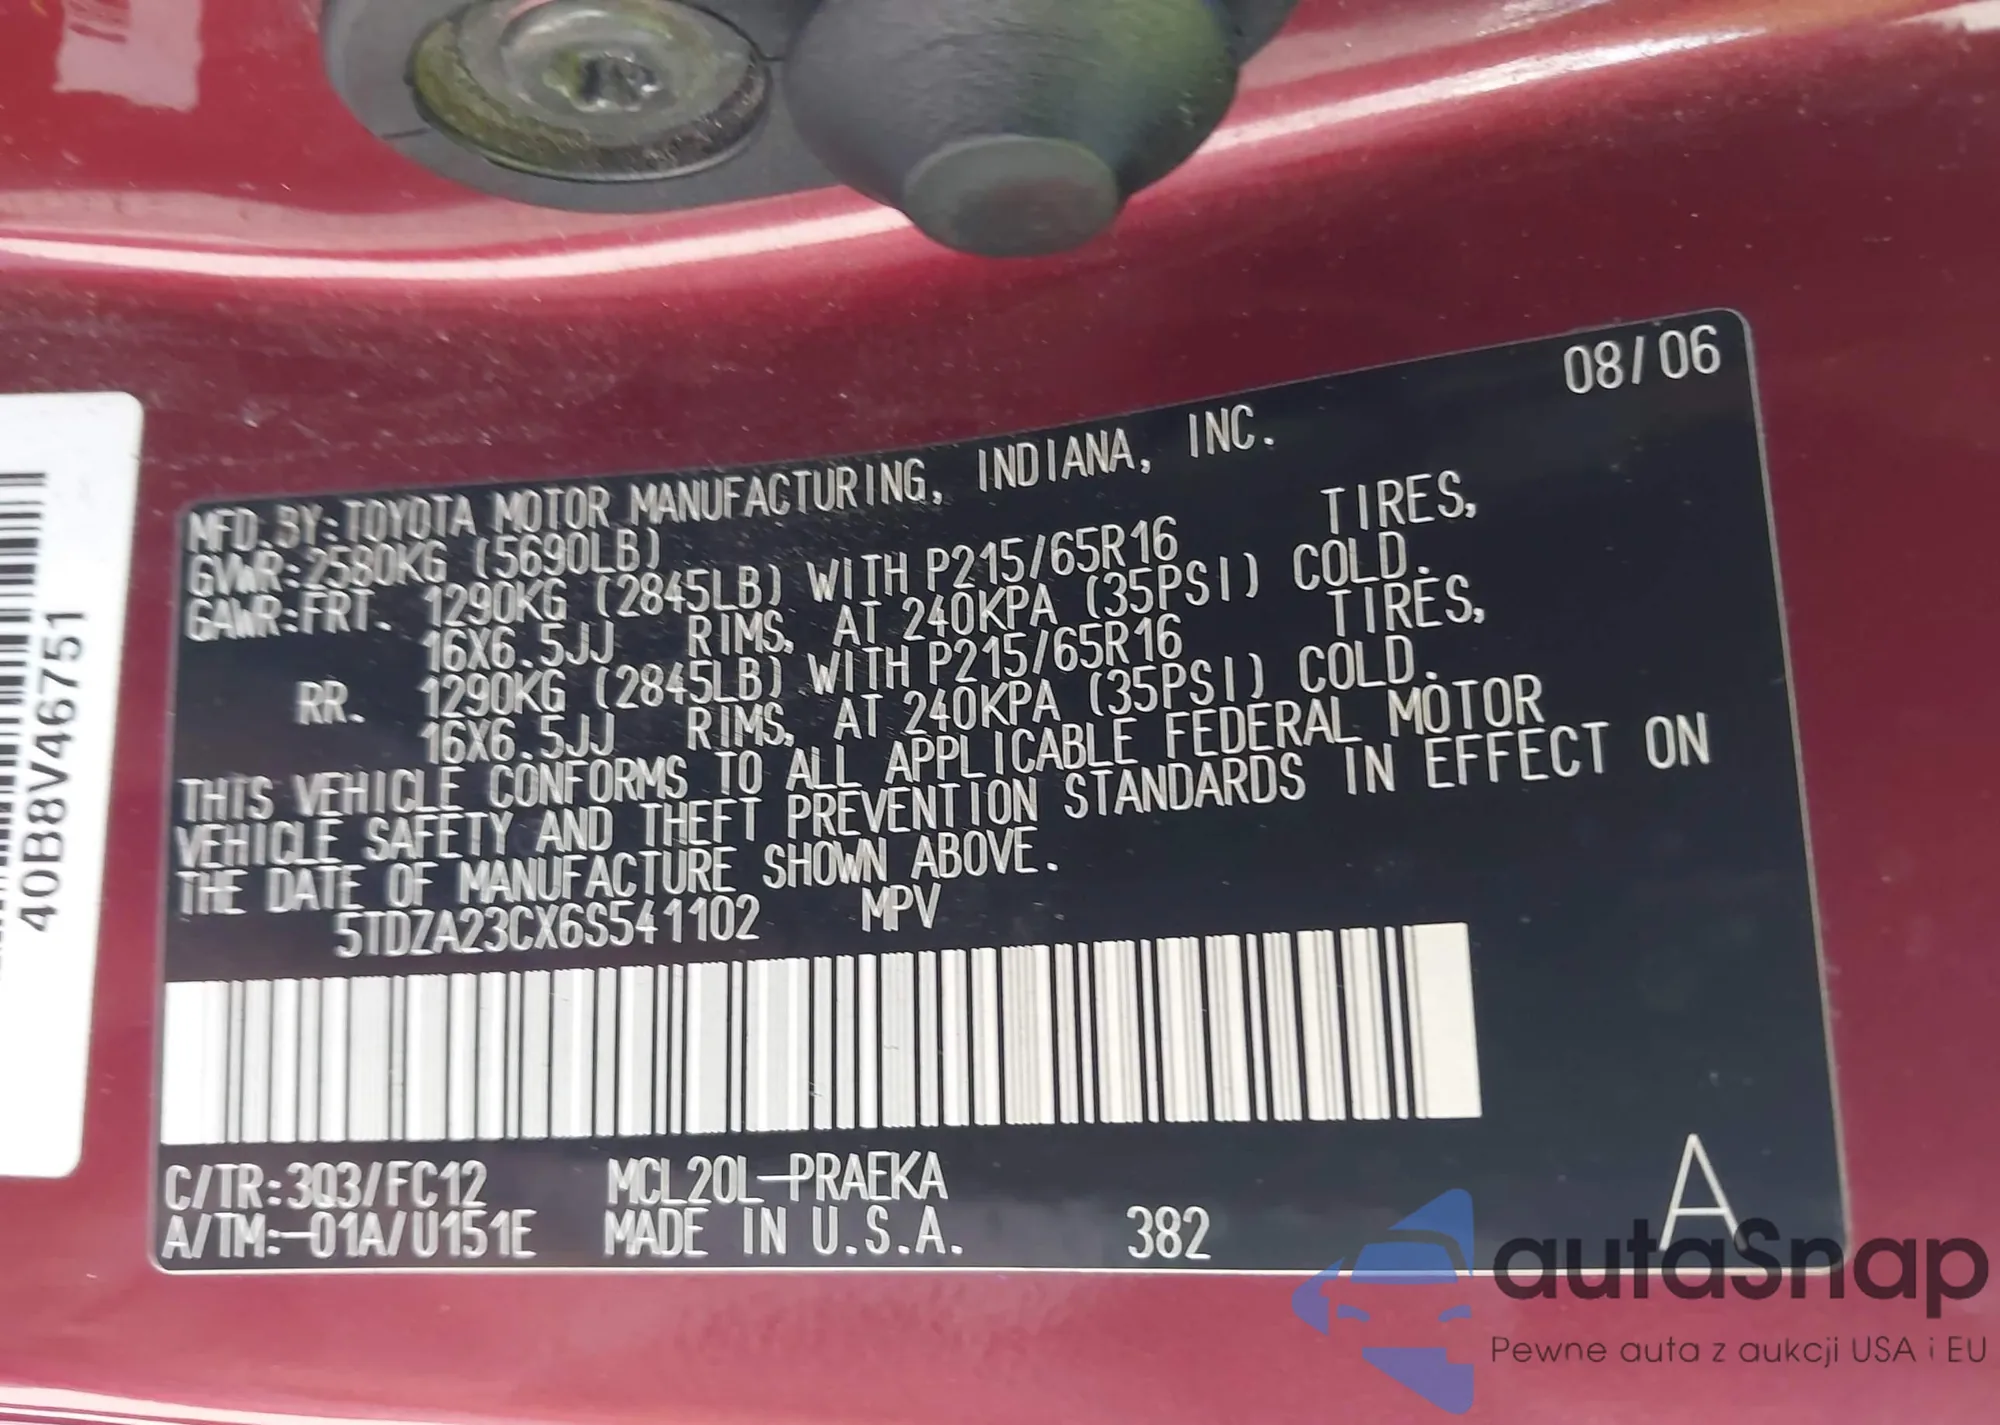 08/06
MFD. BY: TOYOTA MOTOR MANUFACTURING, INDIANA, INC.
GVWR: 2580KG (5690LB)
GAWR: FRT. 1290KG (2845LB) WITH P215/65R16 TIRES,
16X6.5JJ RIMS, AT 240KPA (35PSI) COLD.
RR. 1290KG (2845LB) WITH P215/65R16 TIRES,
16X6.5JJ RIMS, AT 240KPA (35PSI) COLD.
THIS VEHICLE CONFORMS TO ALL APPLICABLE FEDERAL MOTOR
VEHICLE SAFETY AND THEFT PREVENTION STANDARDS IN EFFECT ON
THE DATE OF MANUFACTURE SHOWN ABOVE.
5TDZA23CX6S541102 MPV
C/TR: 3Q3/FC12 MCL20L-PRAEKA
A/TM: -01A/U151E MADE IN U.S.A. 382 A
40B8V46751
autoSnap
Pewne auta z aukcji USA i EU